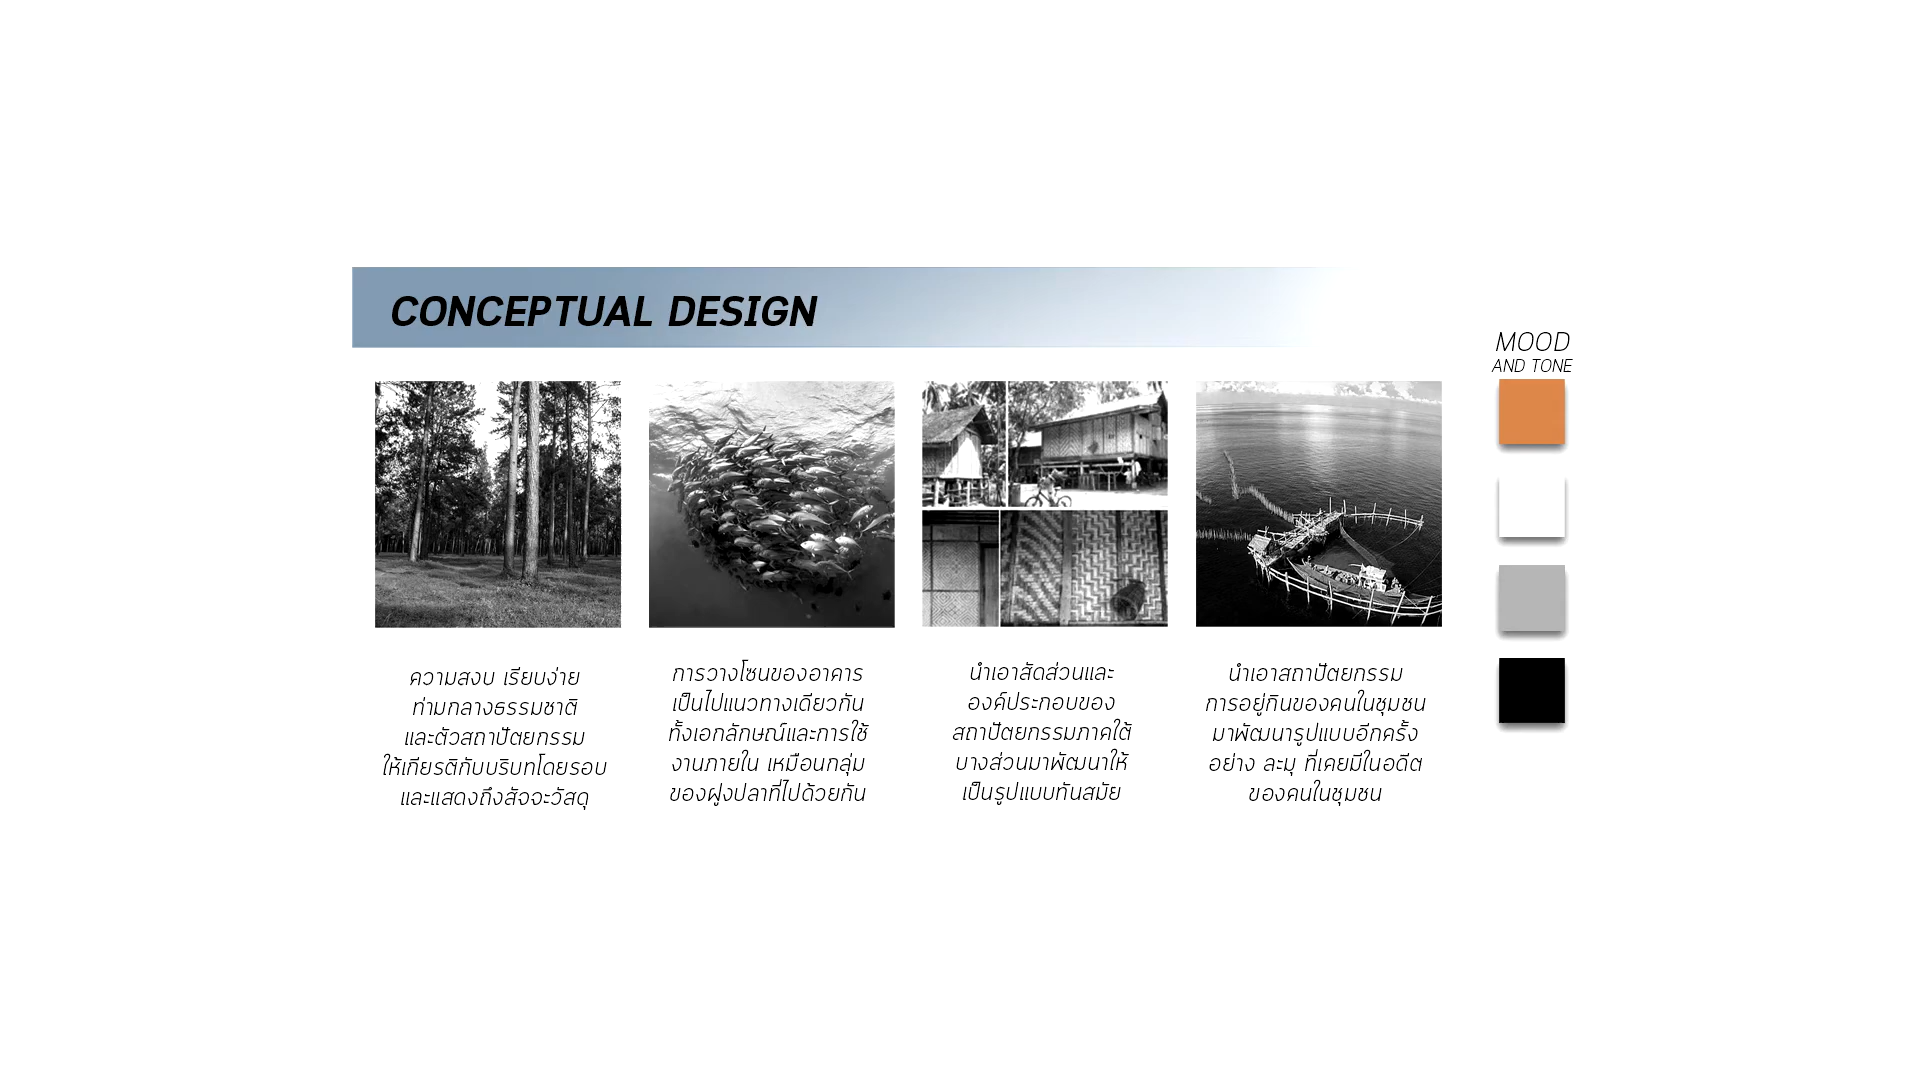 CONCEPTUAL DESIGN
MOOD
AND TONE
ความสงบ เรียบง่าย
ท่ามกลางธรรมชาติ
และตัวสถาปัตยกรรม
ให้เกียรติกับบริบทโดยรอบ
และแสดงถึงสัจจะวัสดุ
การวางโซนของอาคาร
เป็นไปแนวทางเดียวกัน
ทั้งเอกลักษณ์และการใช้
งานภายใน เหมือนกลุ่ม
ของฝูงปลาที่ไปด้วยกัน
นำเอาสัดส่วนและ
องค์ประกอบของ
สถาปัตยกรรมภาคใต้
บางส่วนมาพัฒนาให้
เป็นรูปแบบทันสมัย
นำเอาสถาปัตยกรรม
การอยู่กินของคนในชุมชน
มาพัฒนารูปแบบอีกครั้ง
อย่าง ละมุ ที่เคยมีในอดีต
ของคนในชุมชน